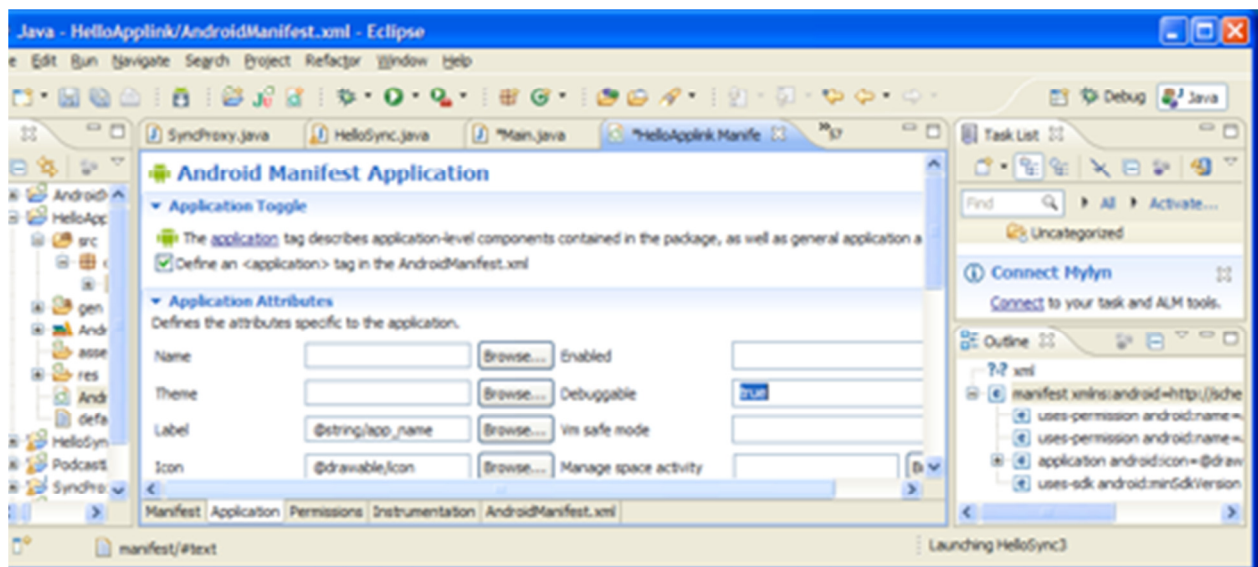 Java - HelloApplink/AndroidManifest.xml - Eclipse
e Edit Run Navigate Search Project Refactor Window Help
Debug Java
SyncProxy.java HelloSync.java *Main.java *HelloApplink Manife Task List
Android Manifest Application
Find All Activate...
Uncategorized
Application Toggle
The application tag describes application-level components contained in the package, as well as general application a
Define an <application> tag in the AndroidManifest.xml
Connect Mylyn
Connect to your task and ALM tools.
Application Attributes
Defines the attributes specific to the application.
Name Browse... Enabled
Theme Browse... Debuggable true
Label @string/app_name Browse... Vm safe mode
Icon @drawable/icon Browse... Manage space activity B
Manifest Application Permissions Instrumentation AndroidManifest.xml
HelloApp
src
gen
Andr
asse
res
Andr
defa
HelloSyn
Podcast
SyncPro
Outline
?-? xml
manifest xmlns:android=http://sche
uses-permission android:name=
uses-permission android:name=
application android:icon=@draw
uses-sdk android:minSdkVersion
manifest/#text
Launching HelloSync3